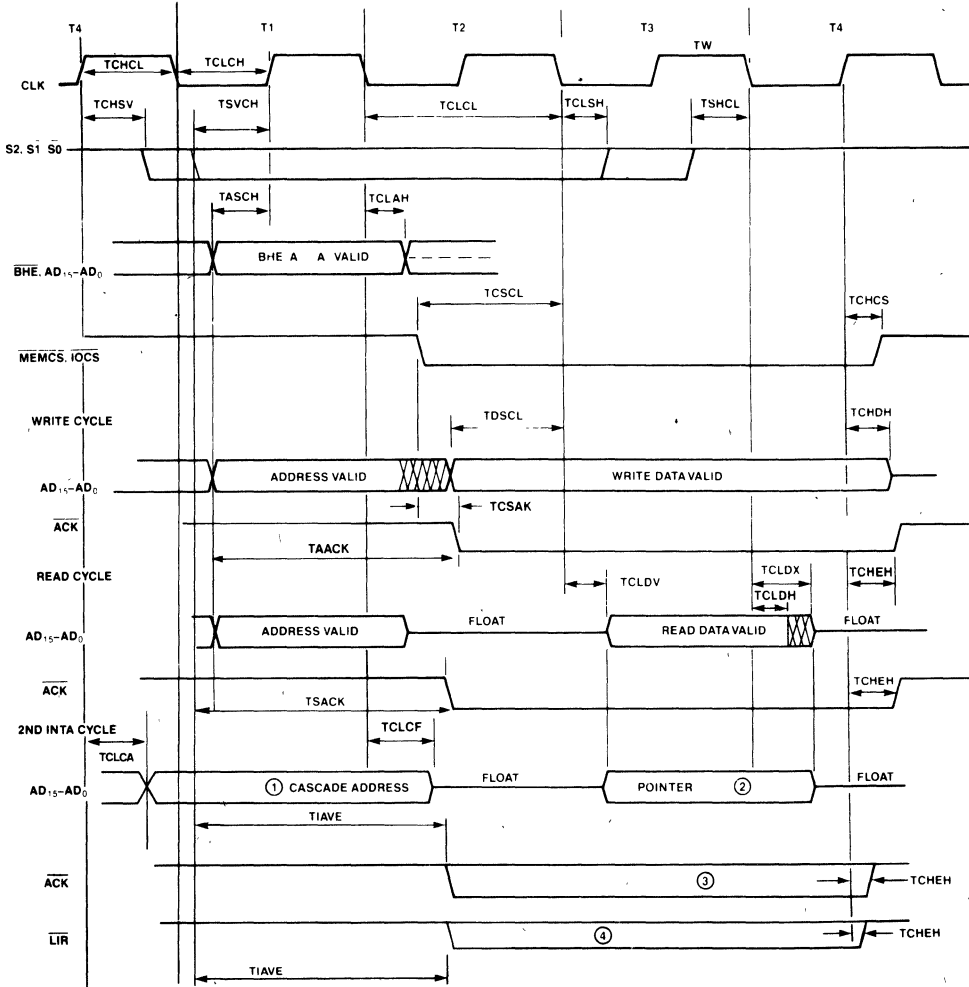 T4 T1 T2 T3 T4
TW
CLK
TCHCL TCLCH
TCHSV TSVCH TCLCL TCLSH TSHCL
S2, S1 S0
TASCH TCLAH
BHE, AD15–AD0
BHE A A VALID
TCSCL TCHCS
MEMCS, IOCS
WRITE CYCLE
TDSCL TCHDH
AD15–AD0
ADDRESS VALID WRITE DATA VALID
TCSAK
ACK
TAACK
READ CYCLE
TCLDV TCLDX TCHEH
TCLDH
AD15–AD0
ADDRESS VALID FLOAT READ DATA VALID FLOAT
ACK
TSACK TCHEH
2ND INTA CYCLE
TCLCA TCLCF
AD15–AD0
① CASCADE ADDRESS FLOAT POINTER ② FLOAT
TIAVE
ACK
③ TCHEH
LIR
④ TCHEH
TIAVE